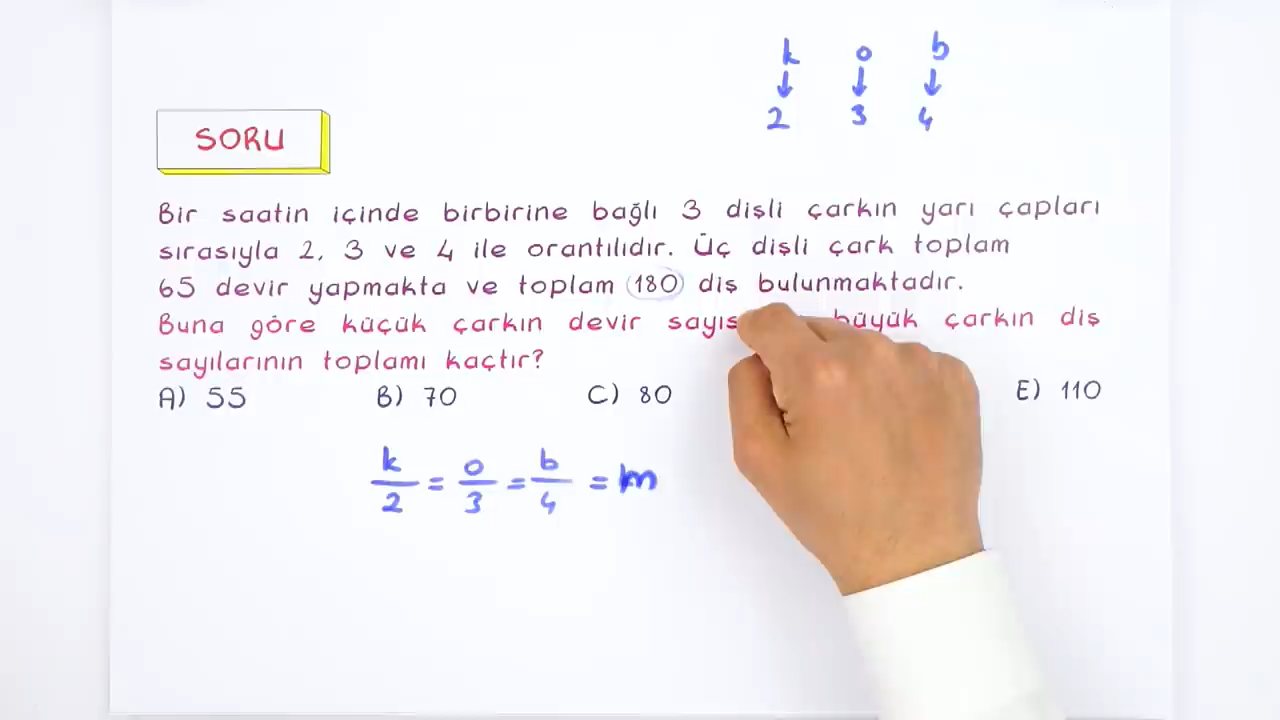 k o b
2 3 4
SORU
Bir saatin içinde birbirine bağlı 3 dişli çarkın yarı çapları
sırasıyla 2, 3 ve 4 ile orantılıdır. Üç dişli çark toplam
65 devir yapmakta ve toplam 180 diş bulunmaktadır.
Buna göre küçük çarkın devir büyük çarkın diş
sayılarının toplamı kaçtır?
A) 55 B) 70 C) 80 E) 110
k/2 = o/3 = b/4 = m